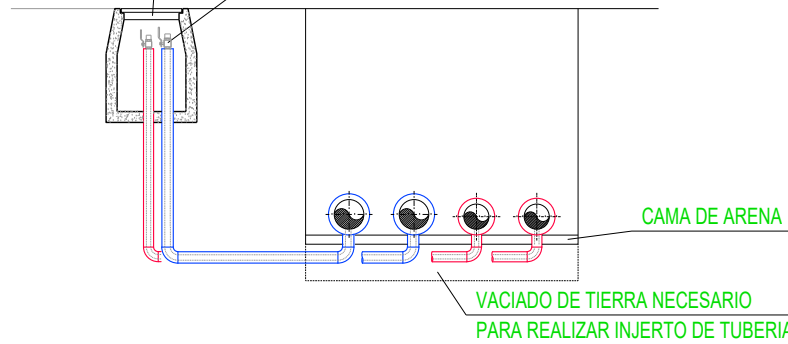 CAMA DE ARENA
VACIADO DE TIERRA NECESARIO
PARA REALIZAR INJERTO DE TUBERIA